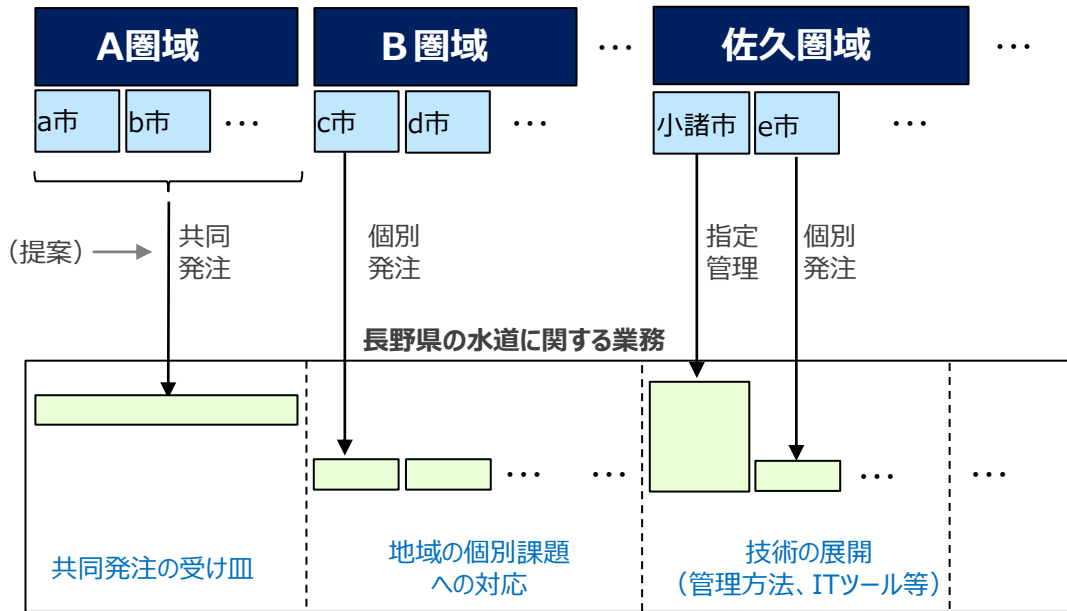 A圏域
B圏域
…
佐久圏域
…
a市
b市
…
c市
d市
…
小諸市
e市
…
(提案)
共同
発注
個別
発注
指定
管理
個別
発注
長野県の水道に関する業務
…
…
…
…
共同発注の受け皿
地域の個別課題
への対応
技術の展開
(管理方法、ITツール等)